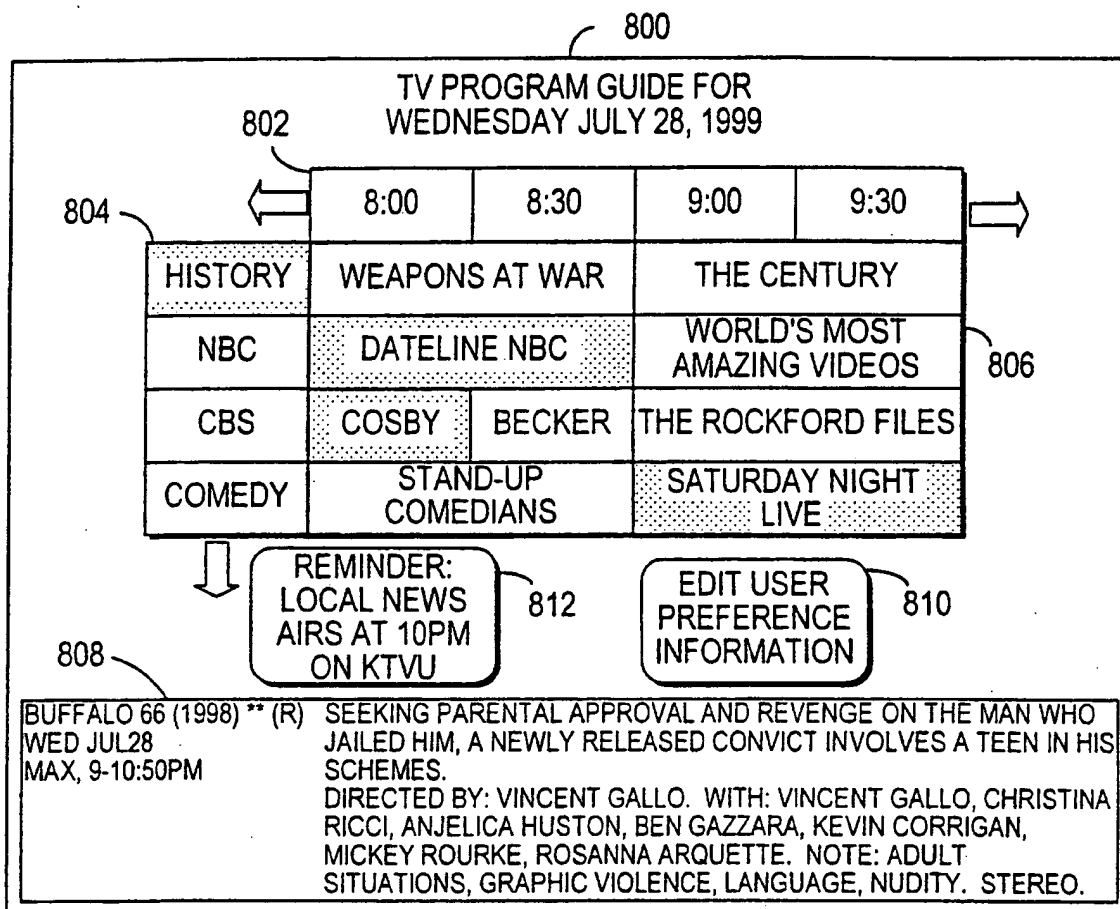 800
TV PROGRAM GUIDE FOR
WEDNESDAY JULY 28, 1999
802
804
8:00 8:30 9:00 9:30
HISTORY WEAPONS AT WAR THE CENTURY
NBC DATELINE NBC WORLD'S MOST
AMAZING VIDEOS
806
CBS COSBY BECKER THE ROCKFORD FILES
COMEDY STAND-UP
COMEDIANS
SATURDAY NIGHT
LIVE
REMINDER:
LOCAL NEWS
AIRS AT 10PM
ON KTVU
812
EDIT USER
PREFERENCE
INFORMATION
810
808
BUFFALO 66 (1998) ** (R)
WED JUL28
MAX, 9-10:50PM
SEEKING PARENTAL APPROVAL AND REVENGE ON THE MAN WHO
JAILED HIM, A NEWLY RELEASED CONVICT INVOLVES A TEEN IN HIS
SCHEMES.
DIRECTED BY: VINCENT GALLO. WITH: VINCENT GALLO, CHRISTINA
RICCI, ANJELICA HUSTON, BEN GAZZARA, KEVIN CORRIGAN,
MICKEY ROURKE, ROSANNA ARQUETTE. NOTE: ADULT
SITUATIONS, GRAPHIC VIOLENCE, LANGUAGE, NUDITY. STEREO.